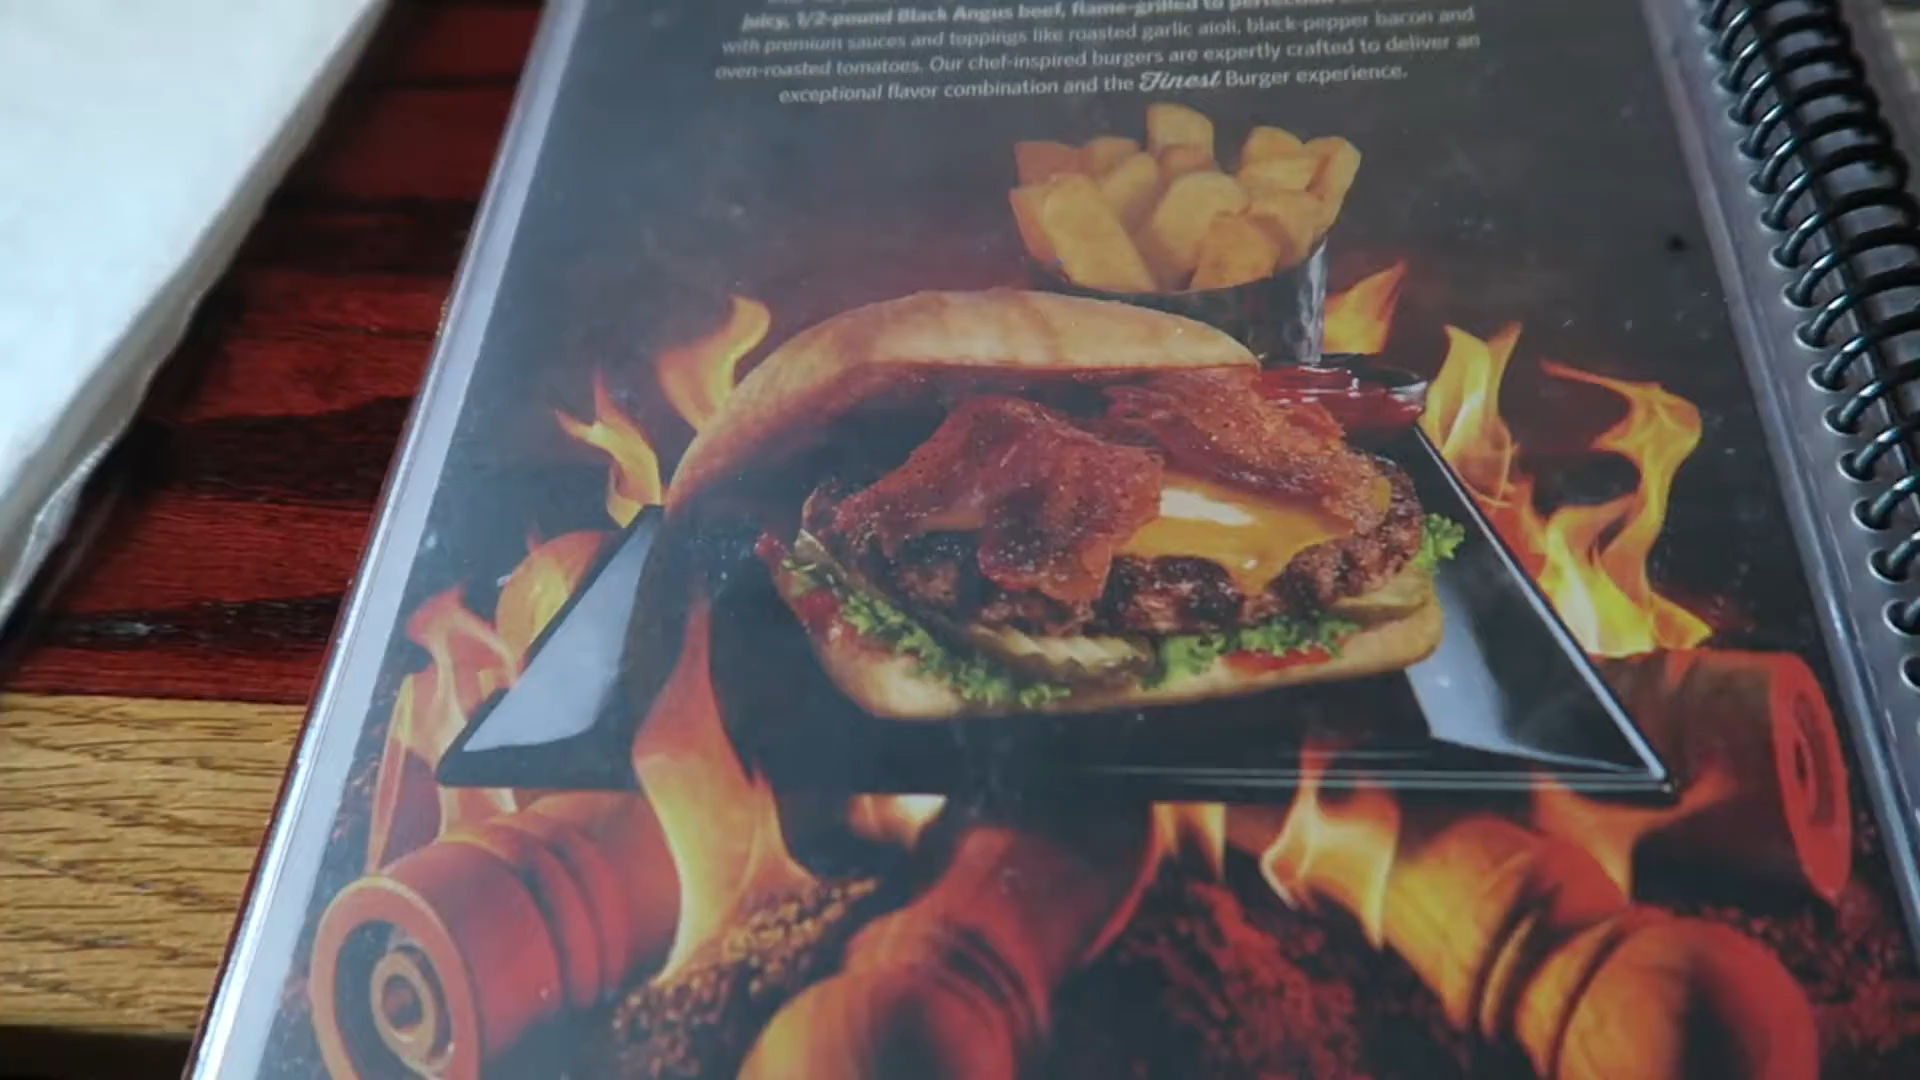 Juicy, 1/2-pound Black Angus beef, flame-grilled to perfection
with premium sauces and toppings like roasted garlic aioli, black-pepper bacon and
oven-roasted tomatoes. Our chef-inspired burgers are expertly crafted to deliver an
exceptional flavor combination and the Finest Burger experience.